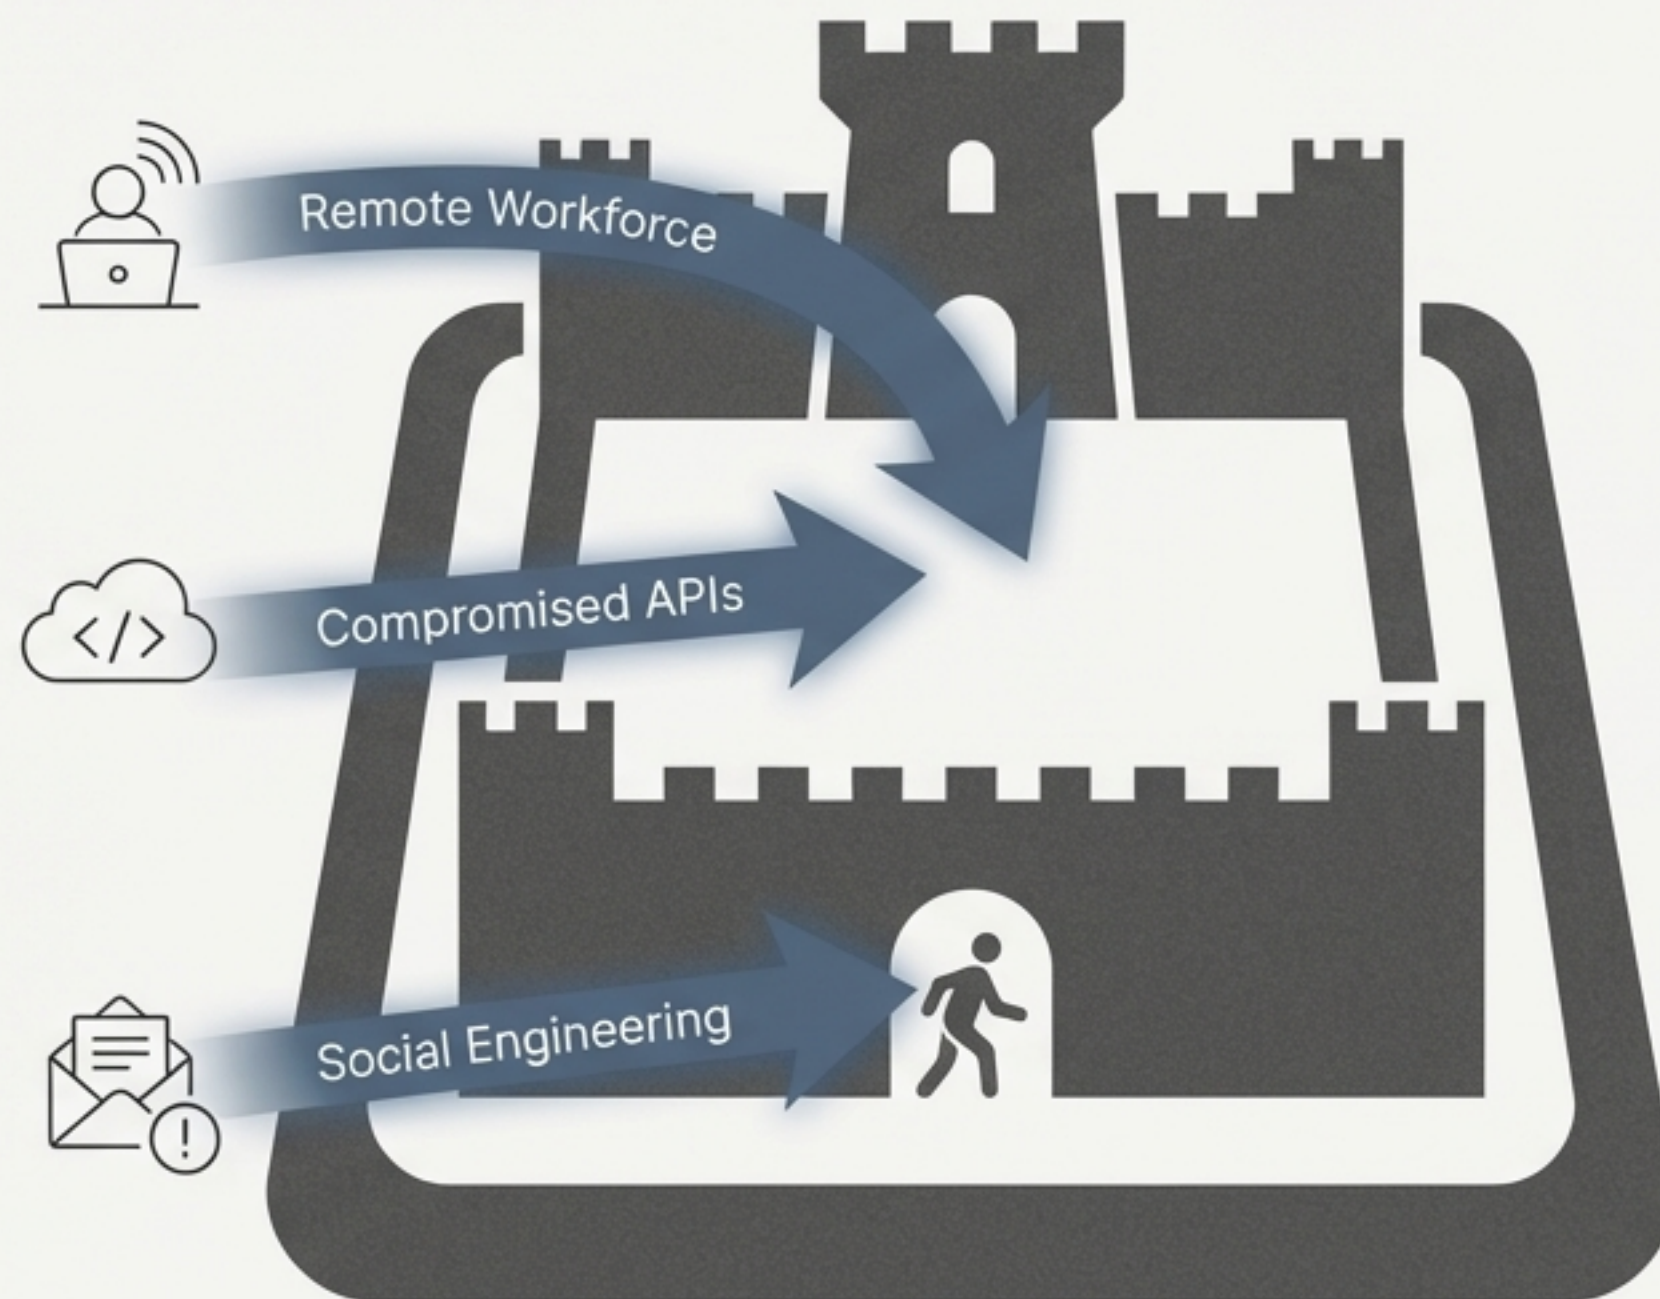 Remote Workforce
</>
Compromised APIs
Social Engineering
!